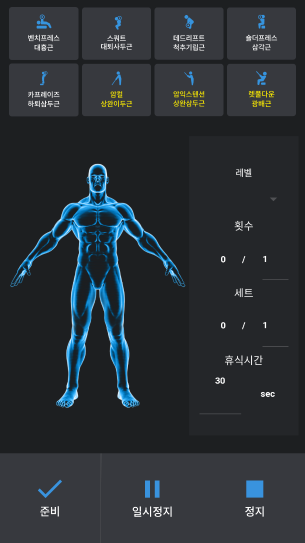 벤치프레스
대흉근
스쿼트
대퇴사두근
데드리프트
척추기립근
숄더프레스
삼각근
카프레이즈
하퇴삼두근
암컬
상완이두근
암익스텐션
상완삼두근
랫풀다운
광배근
레벨
횟수
0 / 1
세트
0 / 1
휴식시간
30
sec
준비
일시정지
정지